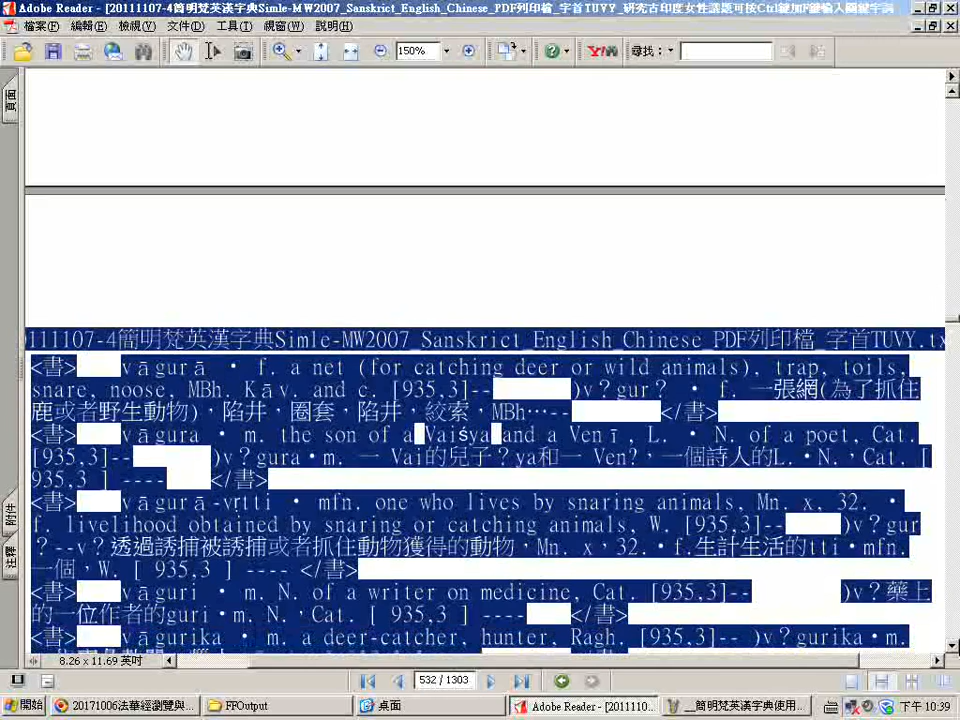 Adobe Reader - [20111107-4簡明梵英漢字典Simle-MW2007_Sanskrict_English_Chinese_PDF列印檔_字首TUVY_研究古印度女性議題可按Ctrl鍵加F鍵輸入關鍵字詞
檔案(F) 編輯(E) 檢視(V) 文件(D) 工具(T) 視窗(W) 說明(H)
150% Y! 尋找:
頁面
附件
注釋
111107-4簡明梵英漢字典Simle-MW2007_Sanskrict_English_Chinese_PDF列印檔_字首TUVY.tx
<書> vāgurā • f. a net (for catching deer or wild animals), trap, toils,
snare, noose, MBh. Kāv. and c. [935,3]-- )v？gur？ • f. 一張網(為了抓住
鹿或者野生動物)，陷井，圈套，陷井，絞索，MBh…-- </書>
<書> vāgura • m. the son of a Vaiśya and a Venī, L. • N. of a poet, Cat.
[935,3]-- )v？gura•m. 一 Vai的兒子？ya和一 Ven?，一個詩人的L.•N.，Cat. [
935,3 ] ---- </書>
<書> vāgurā-vṛtti • mfn. one who lives by snaring animals, Mn. x, 32. •
f. livelihood obtained by snaring or catching animals, W. [935,3]-- )v？gur
？--v？透過誘捕被誘捕或者抓住動物獲得的動物，Mn. x，32.•f.生計生活的tti•mfn.
一個，W. [ 935,3 ] ---- </書>
<書> vāguri • m. N. of a writer on medicine, Cat. [935,3]-- )v？藥上
的一位作者的guri•m. N.，Cat. [ 935,3 ] ---- </書>
<書> vāgurika • m. a deer-catcher, hunter, Ragh. [935,3]-- )v？gurika•m.
8.26 x 11.69 英吋
532 / 1303
開始 20171006法華經瀏覽與... FFOutput 桌面 Adobe Reader - [2011110... __簡明梵英字典使用... 下午 10:39